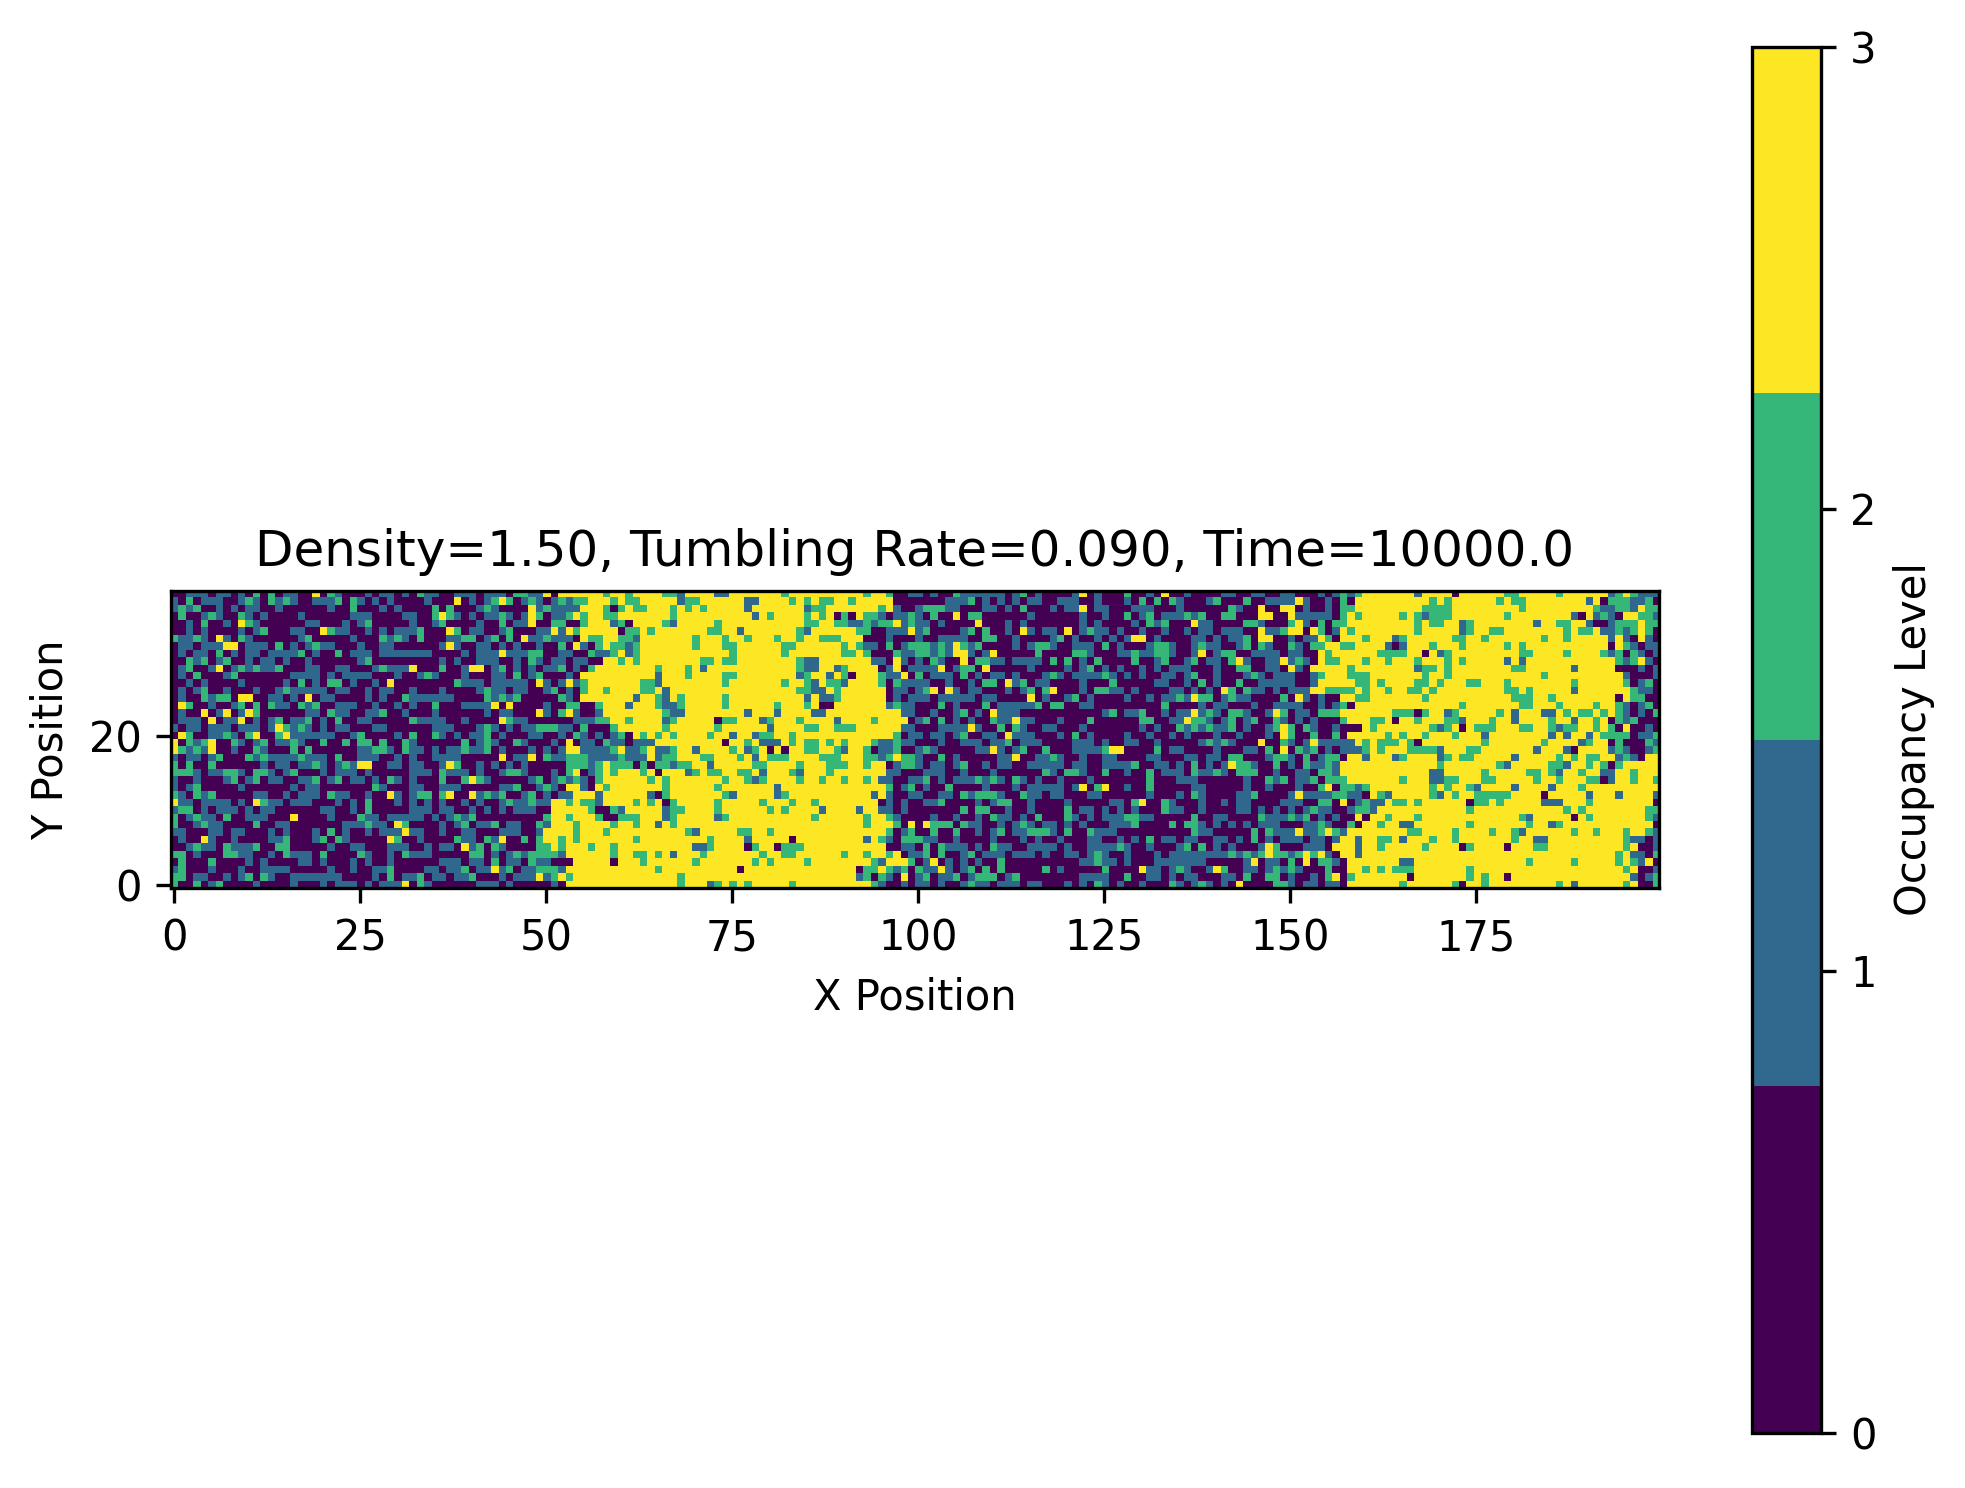 Density=1.50, Tumbling Rate=0.090, Time=10000.0
Y Position
20
0
0 25 50 75 100 125 150 175
X Position
3
2
1
0
Occupancy Level